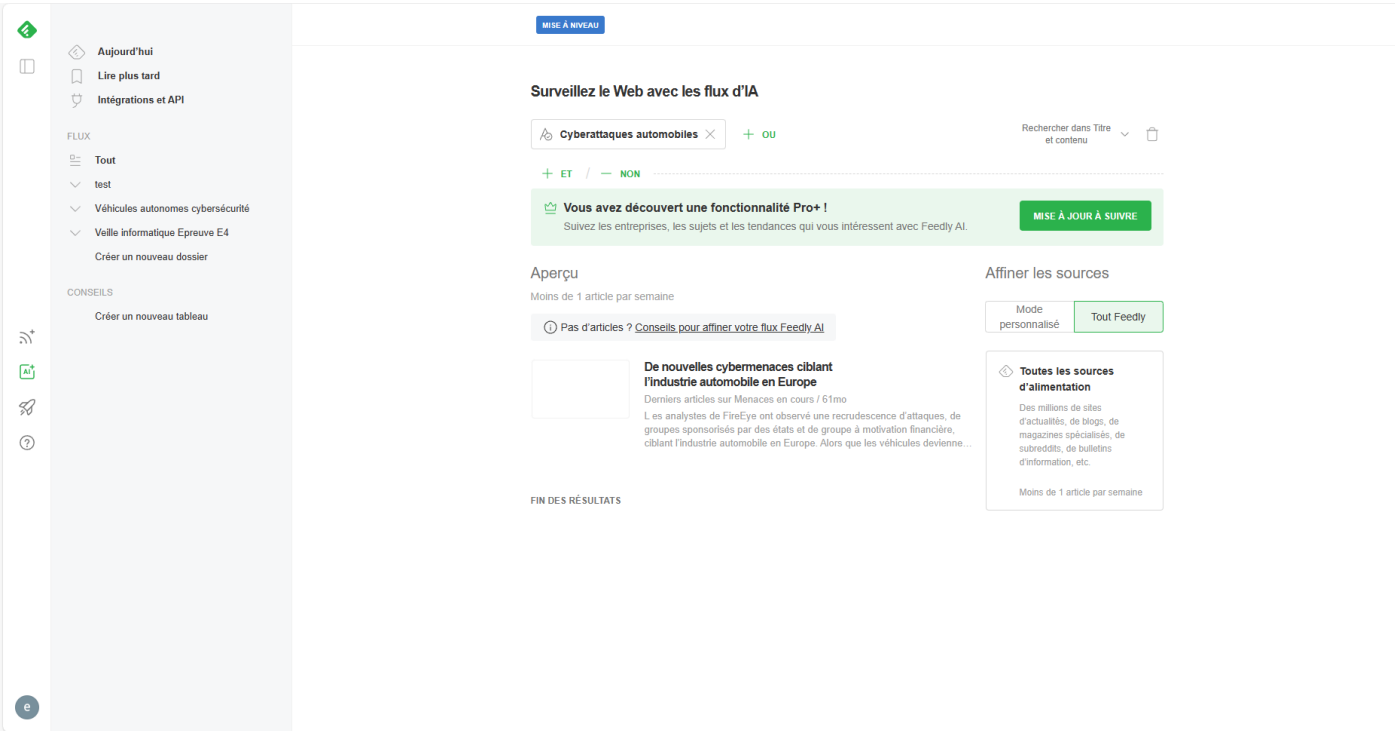 MISE À NIVEAU
Aujourd'hui
Lire plus tard
Intégrations et API
FLUX
Tout
test
Véhicules autonomes cybersécurité
Veille informatique Epreuve E4
Créer un nouveau dossier
CONSEILS
Créer un nouveau tableau
AI
e
Surveillez le Web avec les flux d'IA
Cyberattaques automobiles
OU
Rechercher dans Titre
et contenu
ET / NON
Vous avez découvert une fonctionnalité Pro+ !
Suivez les entreprises, les sujets et les tendances qui vous intéressent avec Feedly AI.
MISE À JOUR À SUIVRE
Aperçu
Moins de 1 article par semaine
Pas d'articles ? Conseils pour affiner votre flux Feedly AI
De nouvelles cybermenaces ciblant
l'industrie automobile en Europe
Derniers articles sur Menaces en cours / 61mo
L es analystes de FireEye ont observé une recrudescence d'attaques, de
groupes sponsorisés par des états et de groupe à motivation financière,
ciblant l'industrie automobile en Europe. Alors que les véhicules devienne…
FIN DES RÉSULTATS
Affiner les sources
Mode
personnalisé
Tout Feedly
Toutes les sources
d'alimentation
Des millions de sites
d'actualités, de blogs, de
magazines spécialisés, de
subreddits, de bulletins
d'information, etc.
Moins de 1 article par semaine